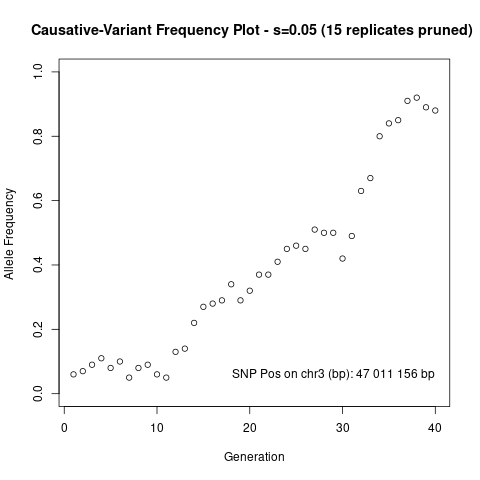 Causative-Variant Frequency Plot - s=0.05 (15 replicates pruned)
Allele Frequency
1.0
0.8
0.6
0.4
0.2
0.0
SNP Pos on chr3 (bp): 47 011 156 bp
0 10 20 30 40
Generation